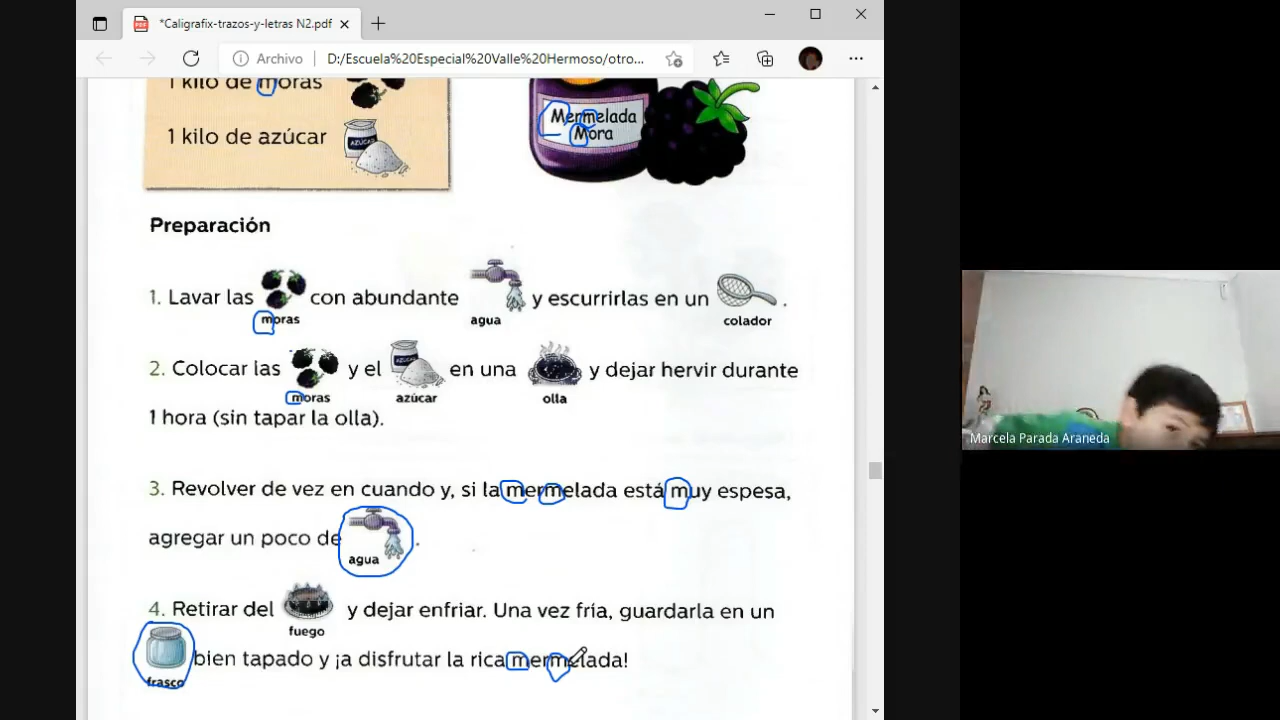 *Caligrafix-trazos-y-letras N2.pdf
Archivo
D:/Escuela%20Especial%20Valle%20Hermoso/otro...
1 kilo de moras
1 kilo de azúcar
AZÚCAR
Mermelada
Mora
Preparación
1. Lavar las con abundante y escurrirlas en un .
moras agua colador
2. Colocar las y el en una y dejar hervir durante
AZÚCAR
moras azúcar olla
1 hora (sin tapar la olla).
3. Revolver de vez en cuando y, si la mermelada está muy espesa,
agregar un poco de .
agua
4. Retirar del y dejar enfriar. Una vez fría, guardarla en un
fuego
bien tapado y ¡a disfrutar la rica mermelada!
frasco
Marcela Parada Araneda